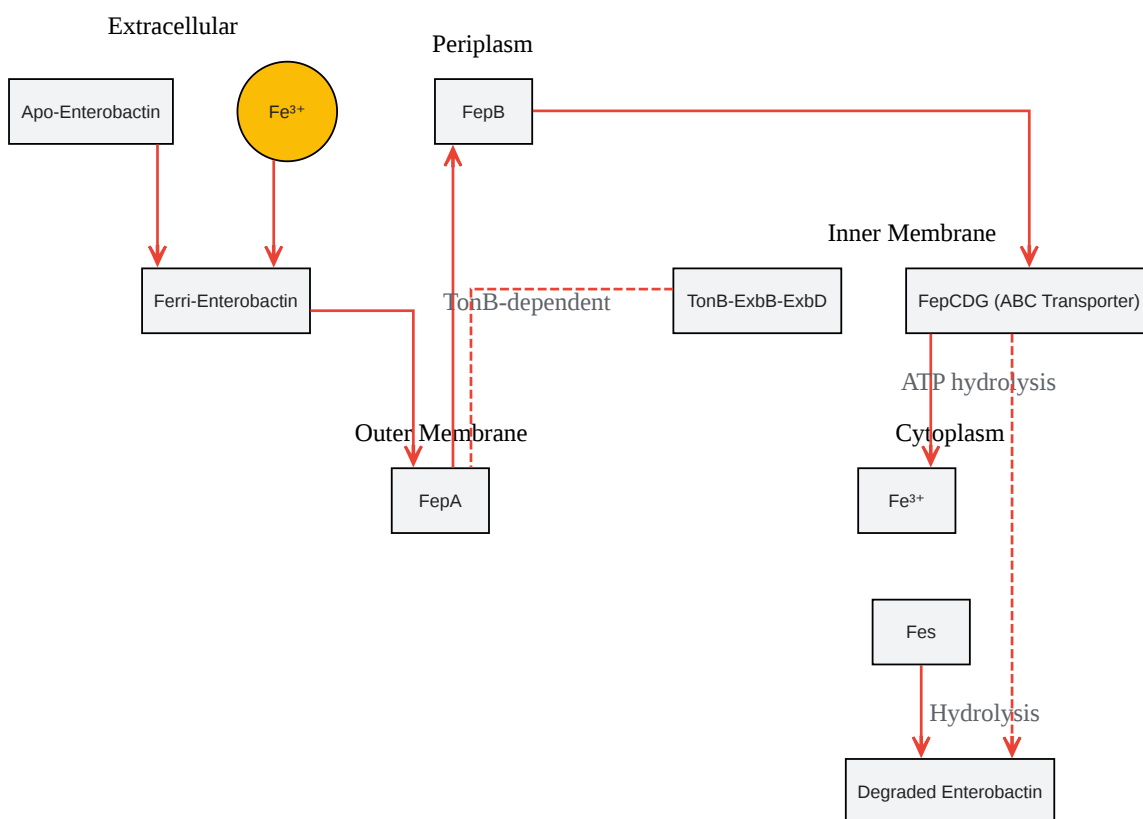 Extracellular
Periplasm
Apo-Enterobactin
Fe³⁺
FepB
Inner Membrane
Ferri-Enterobactin
TonB-dependent
TonB-ExbB-ExbD
FepCDG (ABC Transporter)
ATP hydrolysis
Outer Membrane
Cytoplasm
FepA
Fe³⁺
Fes
Hydrolysis
Degraded Enterobactin